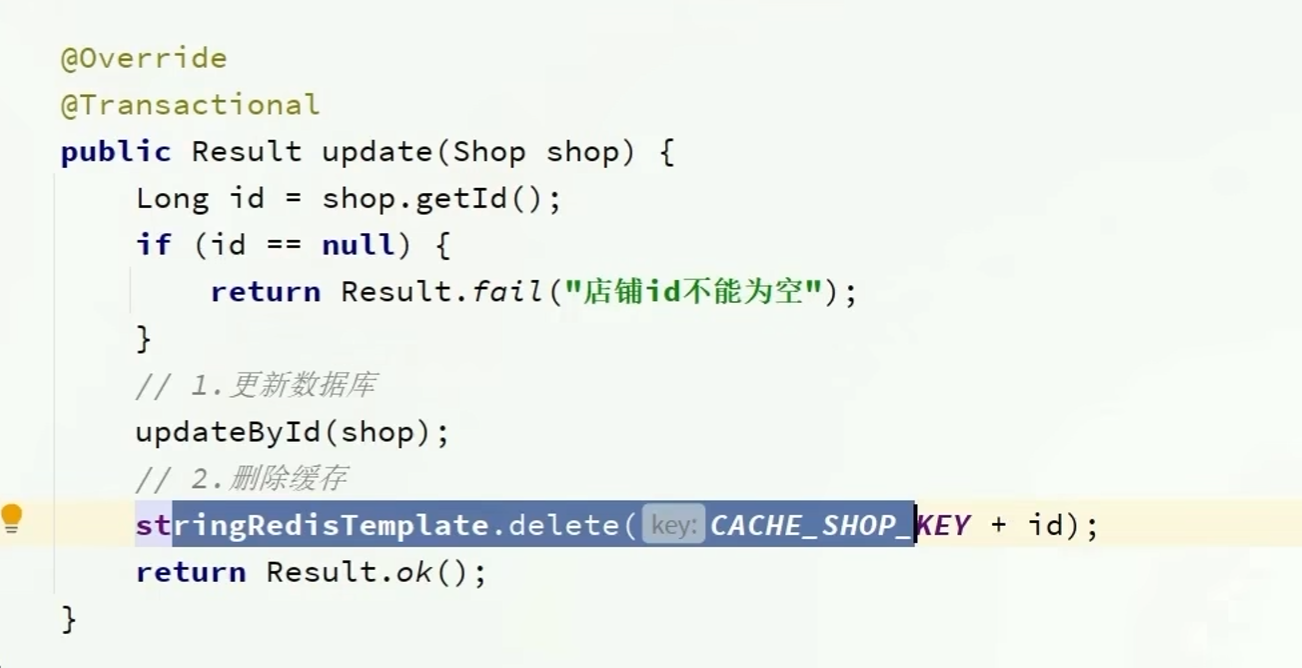 @Override
@Transactional
public Result update(Shop shop) {
Long id = shop.getId();
if (id == null) {
return Result.fail("店铺id不能为空");
}
// 1.更新数据库
updateById(shop);
// 2.删除缓存
stringRedisTemplate.delete( key: CACHE_SHOP_KEY + id);
return Result.ok();
}